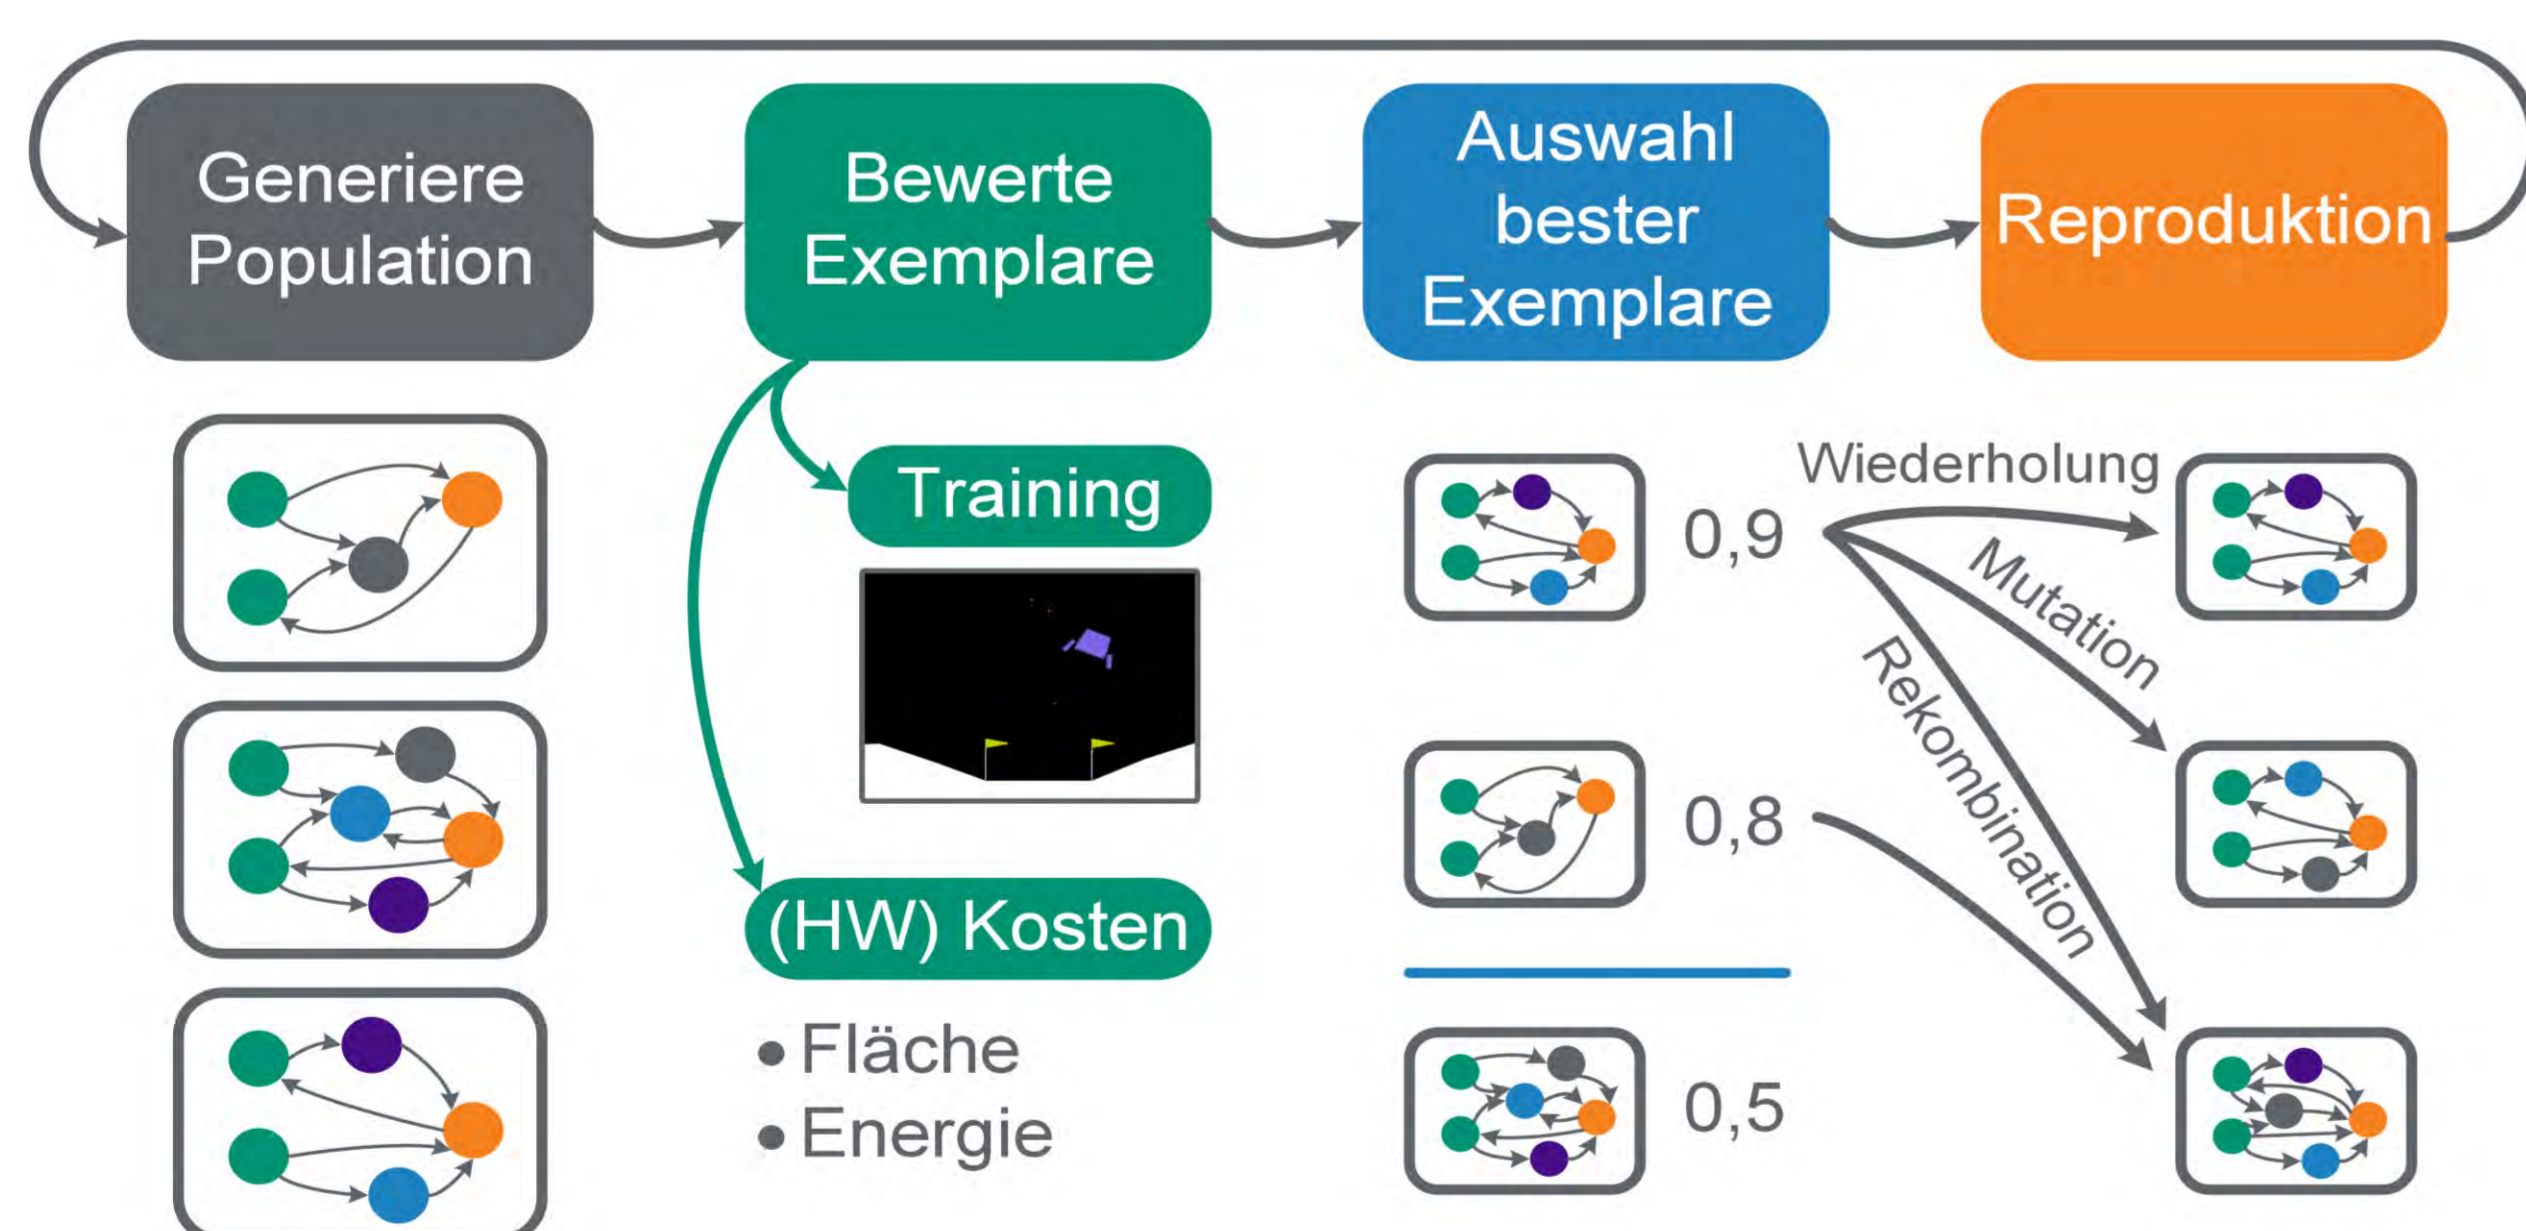 Generiere
Population
Bewerte
Exemplare
Auswahl
bester
Exemplare
Reproduktion
Training
(HW) Kosten
• Fläche
• Energie
0,9
0,8
0,5
Wiederholung
Mutation
Rekombination